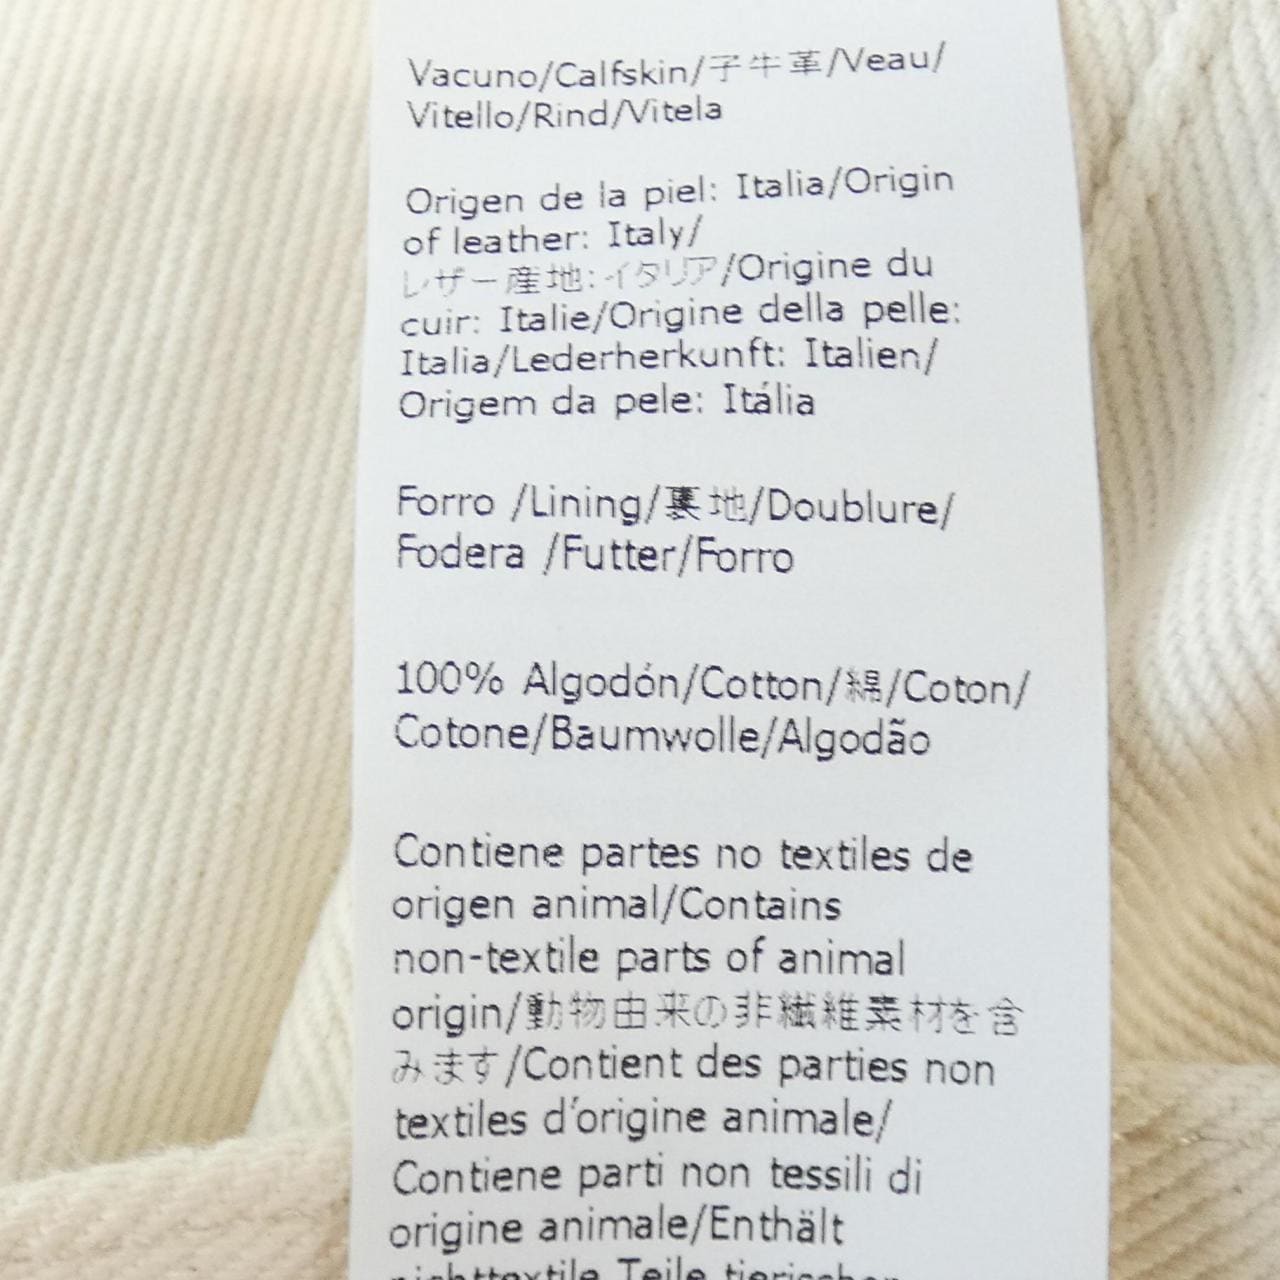 Vacuno/Calfskin/子牛革/Veau/
Vitello/Rind/Vitela
Origen de la piel: Italia/Origin
of leather: Italy/
レザー産地:イタリア/Origine du
cuir: Italie/Origine della pelle:
Italia/Lederherkunft: Italien/
Origem da pele: Itália
Forro /Lining/裏地/Doublure/
Fodera /Futter/Forro
100% Algodón/Cotton/綿/Coton/
Cotone/Baumwolle/Algodão
Contiene partes no textiles de
origen animal/Contains
non-textile parts of animal
origin/動物由来の非繊維素材を含
みます/Contient des parties non
textiles d'origine animale/
Contiene parti non tessili di
origine animale/Enthält
nichttextile Teile tierischen